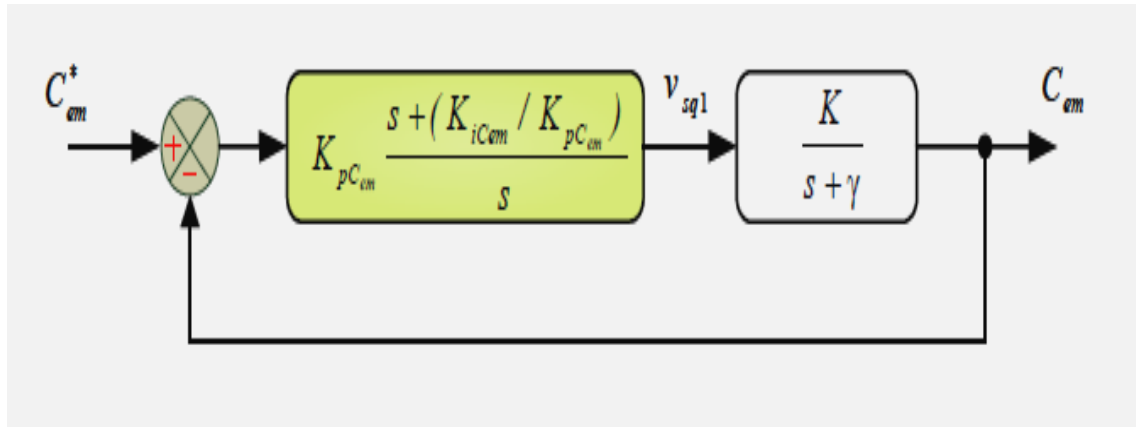 C*em
+
−
KpCem s+(KiCem / KpCem) / s
vsq1
K / s+γ
Cem